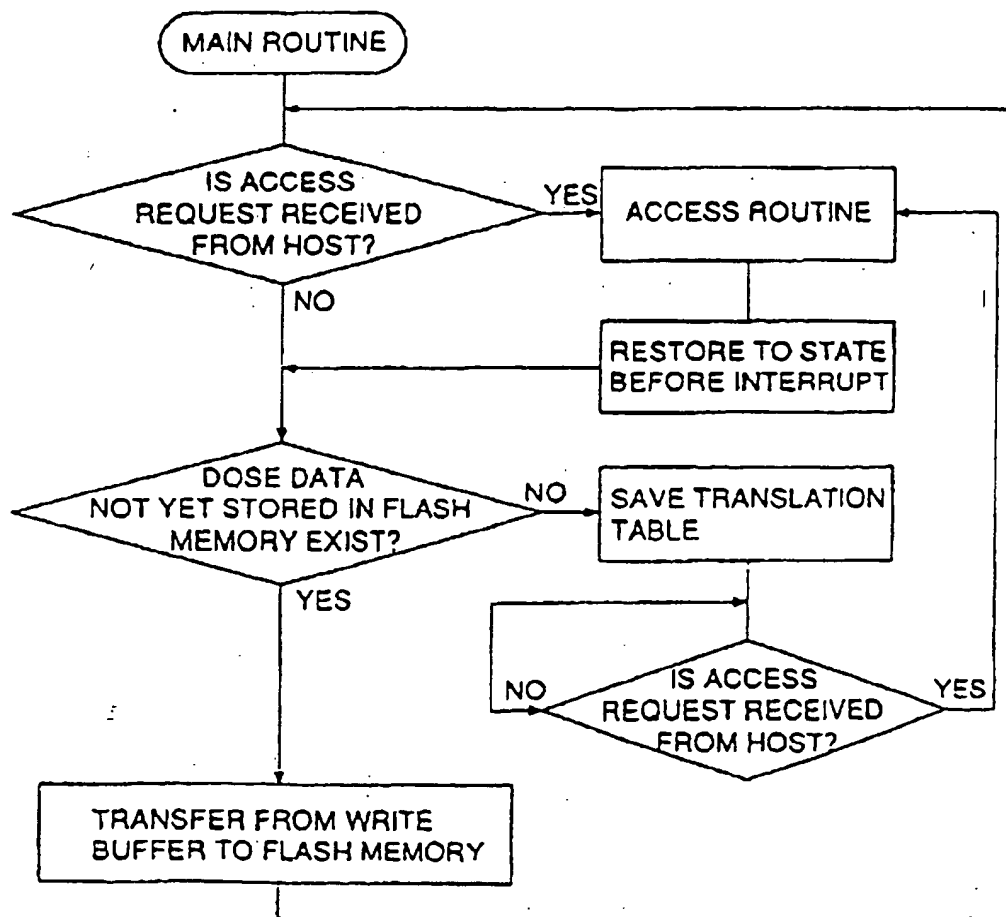 MAIN ROUTINE
IS ACCESS
REQUEST RECEIVED
FROM HOST?
YES
ACCESS ROUTINE
NO
RESTORE TO STATE
BEFORE INTERRUPT
DOSE DATA
NOT YET STORED IN FLASH
MEMORY EXIST?
NO
SAVE TRANSLATION
TABLE
YES
IS ACCESS
REQUEST RECEIVED
FROM HOST?
NO
YES
TRANSFER FROM WRITE
BUFFER TO FLASH MEMORY